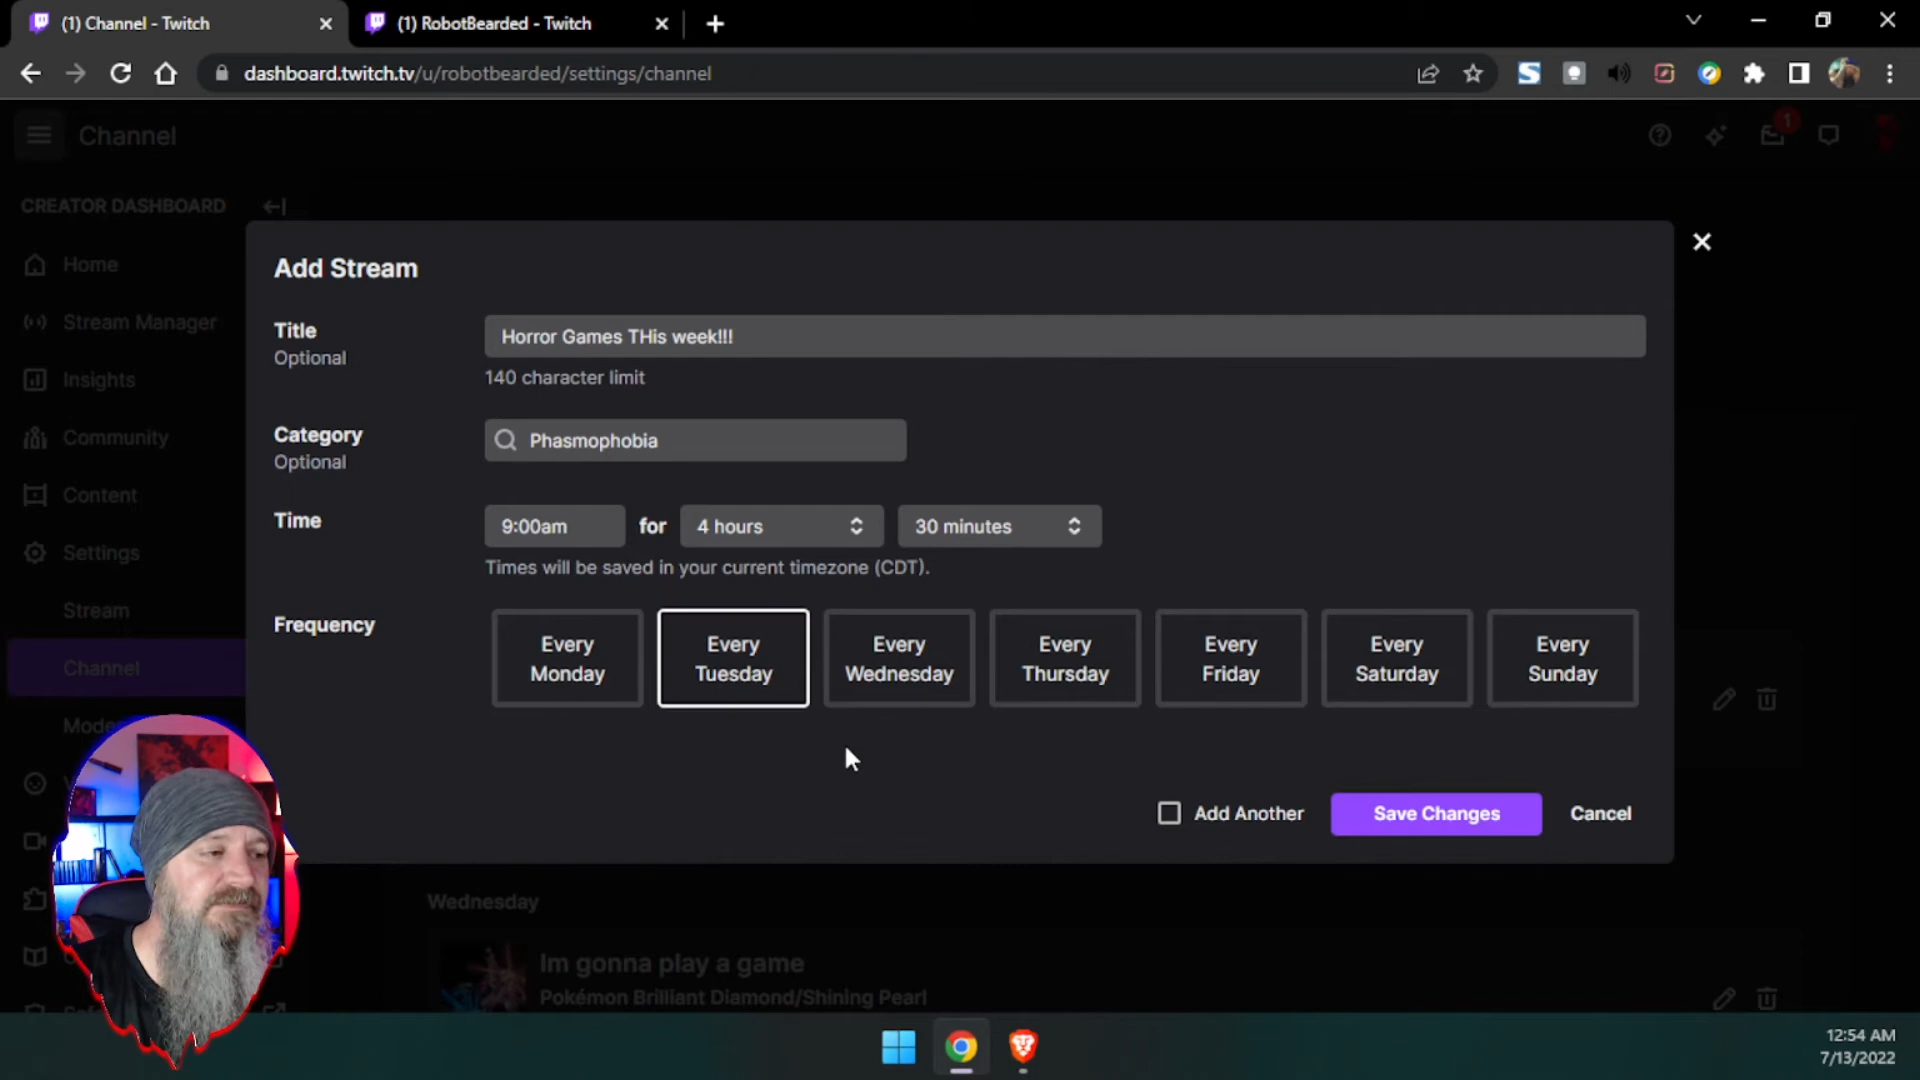 (1) Channel - Twitch
(1) RobotBearded - Twitch
dashboard.twitch.tv/u/robotbearded/settings/channel
Channel
1
CREATOR DASHBOARD
Home
Stream Manager
Insights
Community
Content
Settings
Stream
Channel
Add Stream
Title
Optional
Horror Games THis week!!!
140 character limit
Category
Optional
Phasmophobia
Time
9:00am for 4 hours 30 minutes
Times will be saved in your current timezone (CDT).
Frequency
Every Monday
Every Tuesday
Every Wednesday
Every Thursday
Every Friday
Every Saturday
Every Sunday
Add Another
Save Changes
Cancel
Wednesday
Im gonna play a game
Pokémon Brilliant Diamond/Shining Pearl
12:54 AM
7/13/2022